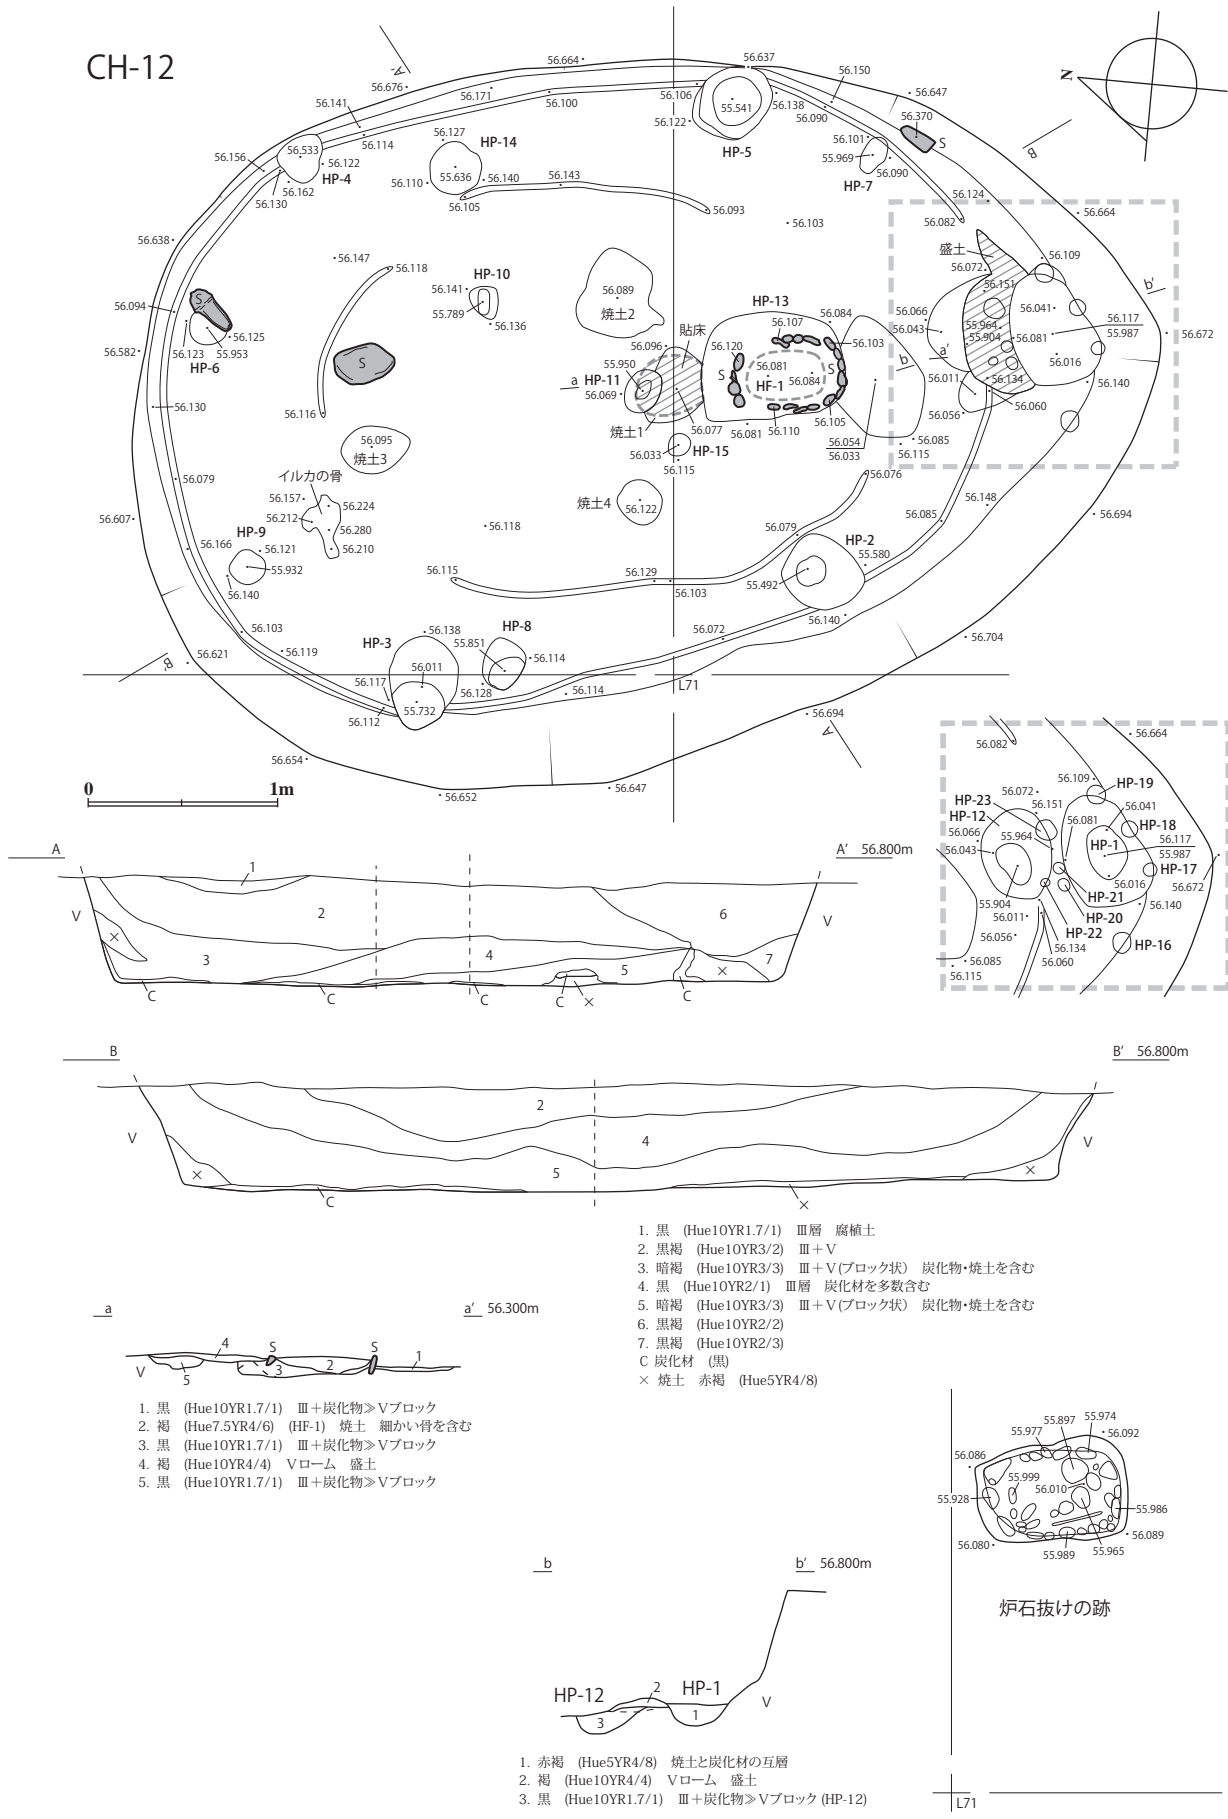 CH-12
56.664
56.637
A'
56.676
56.171
56.100
56.106
56.150
56.647
N
56.141
55.541
56.138
56.090
56.370
S
56.127
HP-14
56.122
56.101
B
56.156
56.533
56.114
56.122
HP-5
55.969
56.090
HP-4
56.162
56.130
56.110
55.636
56.140
56.143
HP-7
56.105
56.093
56.103
56.124
56.082
56.664
56.638
56.147
56.118
盛土
56.072
56.109
b'
HP-10
56.141
55.789
56.136
56.089
焼土2
HP-13
56.107
56.084
56.151
56.041
56.094
S
56.125
貼床
56.066
56.043
55.964
55.904
56.081
56.117
55.987
56.672
56.582
56.123
55.953
HP-6
S
56.096
56.120
56.103
b
a'
56.016
55.950
HP-11
a
56.069
S
56.081
HF-1
56.084
S
56.011
56.134
56.140
56.130
56.116
56.056
56.060
焼土1
56.077
56.081
56.110
56.105
56.054
56.033
56.085
56.115
56.095
焼土3
56.033
HP-15
56.115
イルカの骨
56.079
56.157
56.224
56.212
56.280
56.210
焼土4
56.122
56.076
56.148
56.607
HP-9
56.166
56.121
55.932
56.140
56.118
56.079
56.085
56.694
HP-2
55.580
56.115
56.129
56.103
55.492
56.140
56.103
56.119
HP-3
56.138
HP-8
55.851
56.072
56.704
B'
56.621
56.011
56.114
56.117
56.128
56.114
L71
56.112
55.732
56.694
A
56.654
56.652
56.647
0 1m
56.082
56.664
56.109
HP-19
56.072
HP-23
56.151
56.041
HP-12
56.081
HP-18
56.066
55.964
HP-1
56.117
55.987
56.043
HP-17
56.016
56.672
HP-21
55.904
56.140
56.011
HP-20
HP-22
56.056
56.134
HP-16
56.085
56.060
56.115
A A' 56.800m
1
V 2 6 V
× 3 4 5 × 7
C C C C × C
B B' 56.800m
2
V 4 V
× 5 ×
C ×
1. 黒 (Hue10YR1.7/1) Ⅲ層 腐植土
2. 黒褐 (Hue10YR3/2) Ⅲ+Ⅴ
3. 暗褐 (Hue10YR3/3) Ⅲ+Ⅴ(ブロック状) 炭化物・焼土を含む
4. 黒 (Hue10YR2/1) Ⅲ層 炭化材を多数含む
5. 暗褐 (Hue10YR3/3) Ⅲ+Ⅴ(ブロック状) 炭化物・焼土を含む
6. 黒褐 (Hue10YR2/2)
7. 黒褐 (Hue10YR2/3)
C 炭化材 (黒)
× 焼土 赤褐 (Hue5YR4/8)
a a' 56.300m
4 S S 1
V 5 3 2
1. 黒 (Hue10YR1.7/1) Ⅲ+炭化物≫Ⅴブロック
2. 褐 (Hue7.5YR4/6) (HF-1) 焼土 細かい骨を含む
3. 黒 (Hue10YR1.7/1) Ⅲ+炭化物≫Ⅴブロック
4. 褐 (Hue10YR4/4) Ⅴローム 盛土
5. 黒 (Hue10YR1.7/1) Ⅲ+炭化物≫Ⅴブロック
55.977
55.897
55.974
56.092
56.086
55.999
56.010
55.928
55.986
56.080
55.989
55.965
56.089
炉石抜けの跡
b b' 56.800m
HP-12 2 HP-1 V
3 1
1. 赤褐 (Hue5YR4/8) 焼土と炭化材の互層
2. 褐 (Hue10YR4/4) Ⅴローム 盛土
3. 黒 (Hue10YR1.7/1) Ⅲ+炭化物≫Ⅴブロック (HP-12)
L71